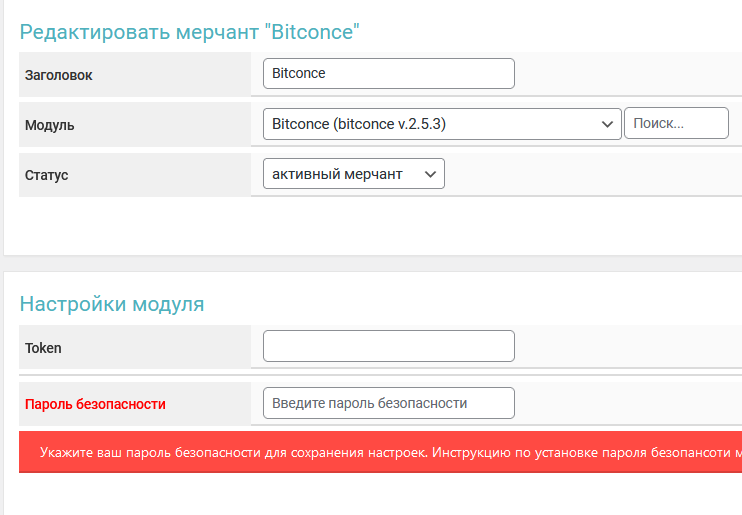 Редактировать мерчант "Bitconce"
Заголовок
Bitconce
Модуль
Bitconce (bitconce v.2.5.3)
Поиск...
Статус
активный мерчант
Настройки модуля
Token
Пароль безопасности
Введите пароль безопасности
Укажите ваш пароль безопасности для сохранения настроек. Инструкцию по установке пароля безопансоти м